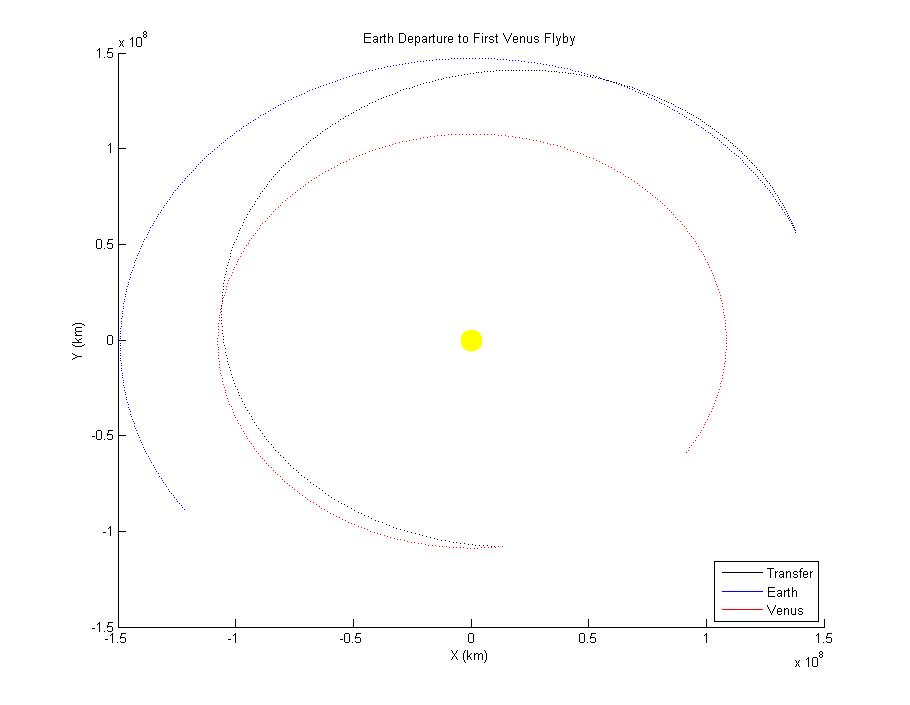 Earth Departure to First Venus Flyby
x 10^8
1.5
1
0.5
0
-0.5
-1
-1.5
Y (km)
-1.5
-1
-0.5
0
0.5
1
1.5
X (km)
x 10^8
Transfer
Earth
Venus